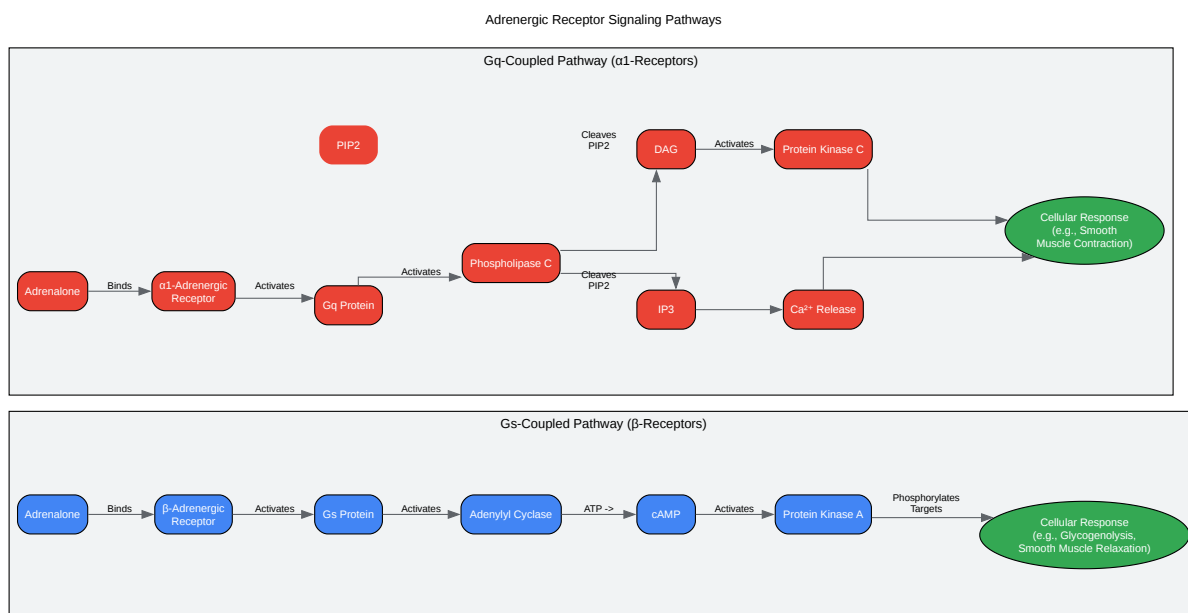 Adrenergic Receptor Signaling Pathways
Gq-Coupled Pathway (α1-Receptors)
PIP2
Cleaves
PIP2
DAG
Activates
Protein Kinase C
Cellular Response
(e.g., Smooth
Muscle Contraction)
Phospholipase C
Activates
Cleaves
PIP2
Adrenalone
Binds
α1-Adrenergic
Receptor
Activates
Gq Protein
IP3
Ca²⁺ Release
Gs-Coupled Pathway (β-Receptors)
Adrenalone
Binds
β-Adrenergic
Receptor
Activates
Gs Protein
Activates
Adenylyl Cyclase
ATP ->
cAMP
Activates
Protein Kinase A
Phosphorylates
Targets
Cellular Response
(e.g., Glycogenolysis,
Smooth Muscle Relaxation)